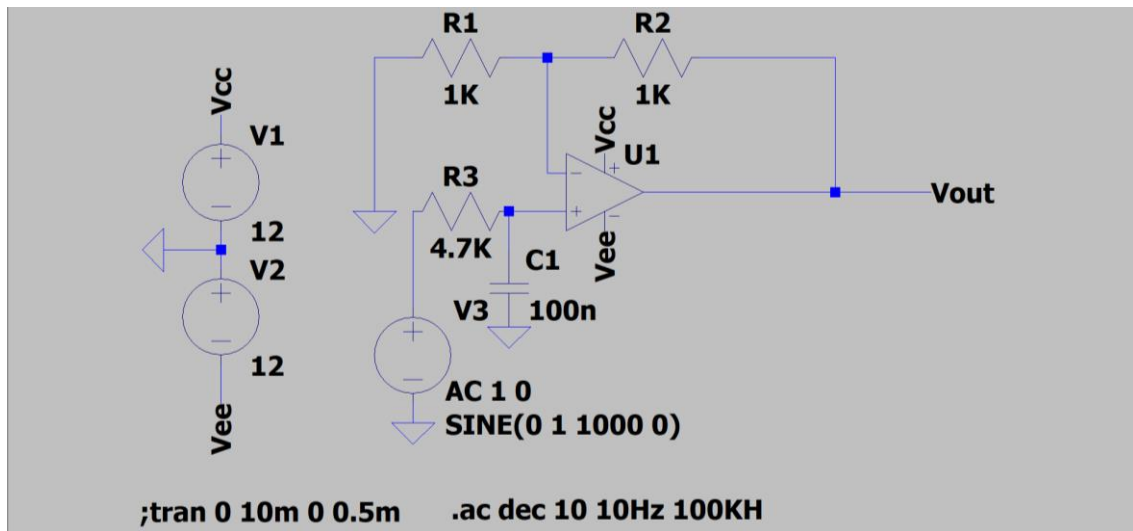 R1
1K
R2
1K
Vcc
V1
12
V2
12
Vee
R3
4.7K
Vcc
U1
Vee
Vout
C1
100n
V3
AC 1 0
SINE(0 1 1000 0)
;tran 0 10m 0 0.5m
.ac dec 10 10Hz 100KH